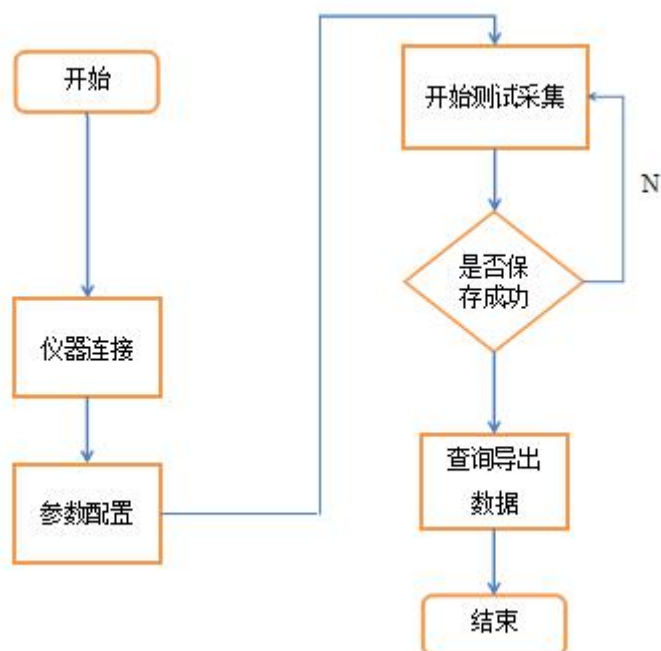 开始
仪器连接
参数配置
开始测试采集
N
是否保
存成功
查询导出
数据
结束